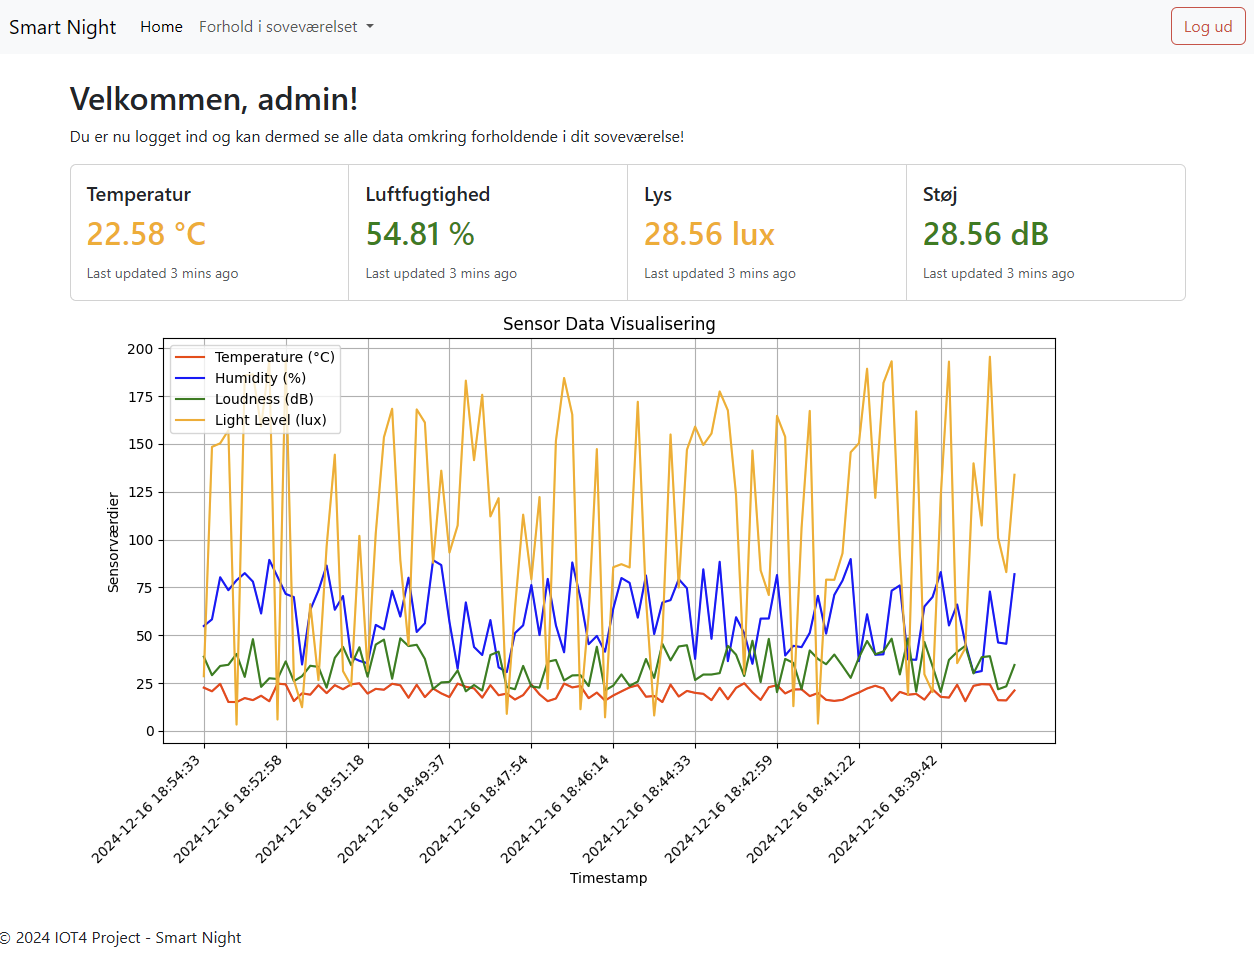 Smart Night Home Forhold i soveværelset Log ud
Velkommen, admin!
Du er nu logget ind og kan dermed se alle data omkring forholdende i dit soveværelse!
Temperatur
22.58 °C
Last updated 3 mins ago
Luftfugtighed
54.81 %
Last updated 3 mins ago
Lys
28.56 lux
Last updated 3 mins ago
Støj
28.56 dB
Last updated 3 mins ago
Sensor Data Visualisering
Temperature (°C)
Humidity (%)
Loudness (dB)
Light Level (lux)
200
175
150
125
100
75
50
25
0
Sensorværdier
2024-12-16 18:54:33
2024-12-16 18:52:58
2024-12-16 18:51:18
2024-12-16 18:49:37
2024-12-16 18:47:54
2024-12-16 18:46:14
2024-12-16 18:44:33
2024-12-16 18:42:59
2024-12-16 18:41:22
2024-12-16 18:39:42
Timestamp
© 2024 IOT4 Project - Smart Night